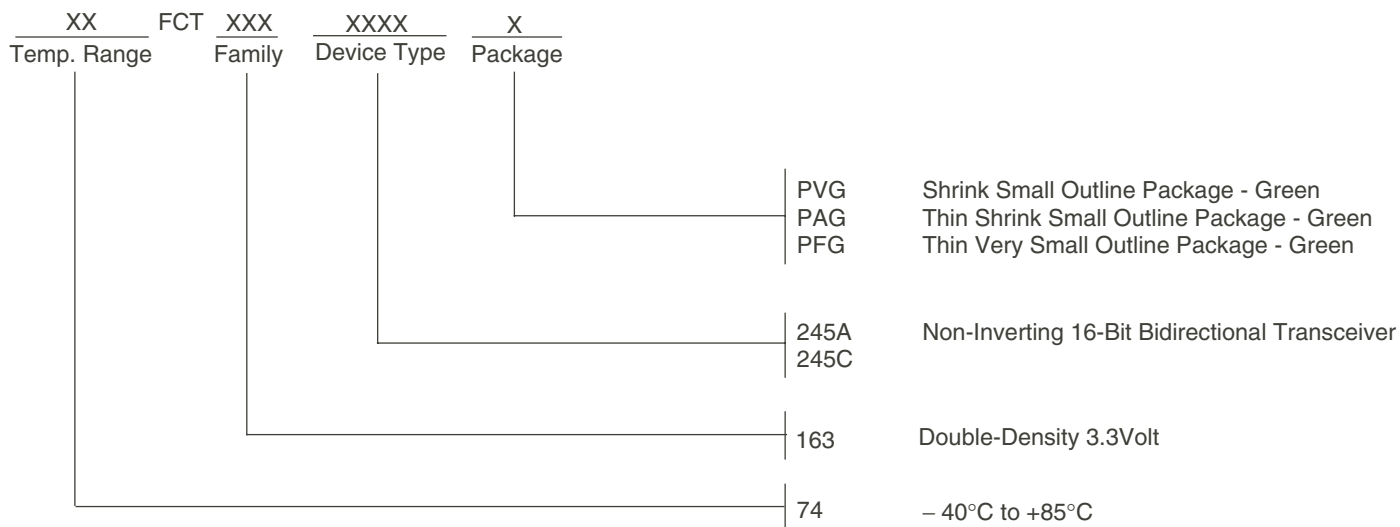 XX FCT XXX XXXX X
Temp. Range Family Device Type Package
PVG Shrink Small Outline Package - Green
PAG Thin Shrink Small Outline Package - Green
PFG Thin Very Small Outline Package - Green
245A Non-Inverting 16-Bit Bidirectional Transceiver
245C
163 Double-Density 3.3Volt
74 – 40°C to +85°C